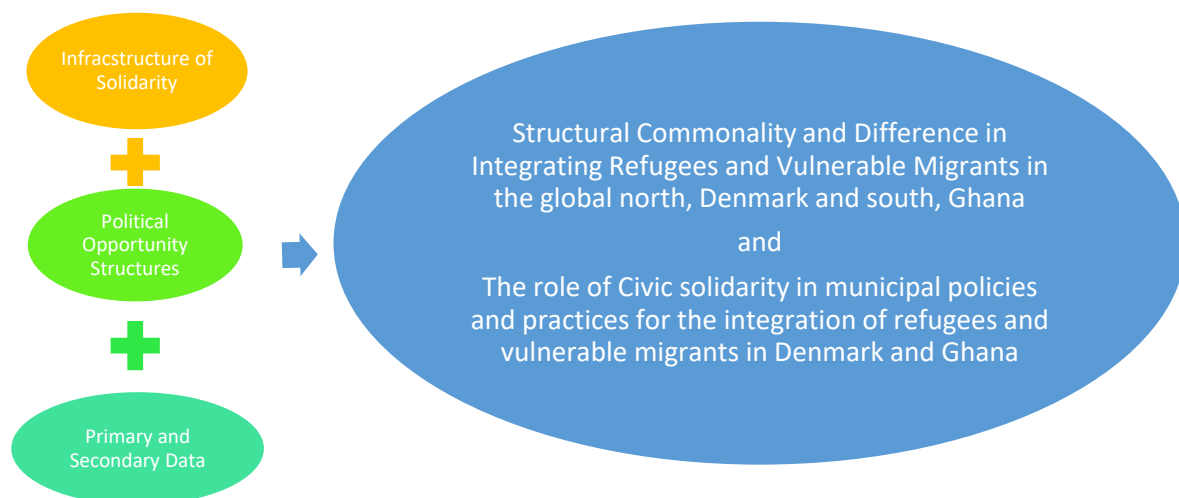 Infracstructure of
Solidarity
Political
Opportunity
Structures
Primary and
Secondary Data
Structural Commonality and Difference in
Integrating Refugees and Vulnerable Migrants in
the global north, Denmark and south, Ghana
and
The role of Civic solidarity in municipal policies
and practices for the integration of refugees and
vulnerable migrants in Denmark and Ghana